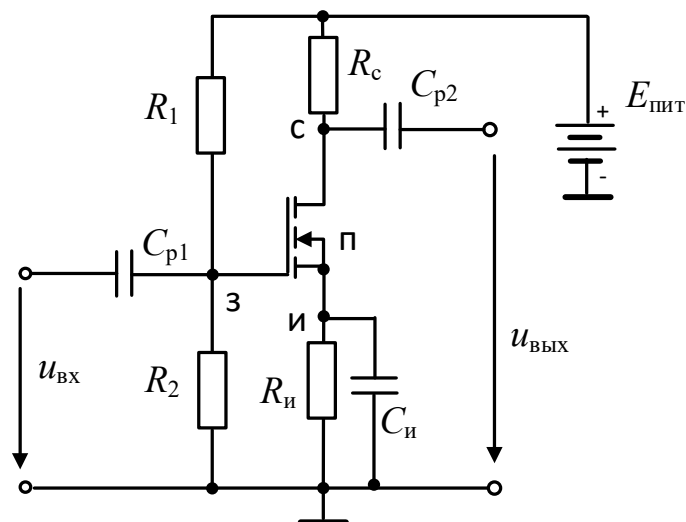 Rс
Cр2
Eпит
R1
+
с
-
п
Cр1
з
и
uвых
uвх
R2
Rи
Cи